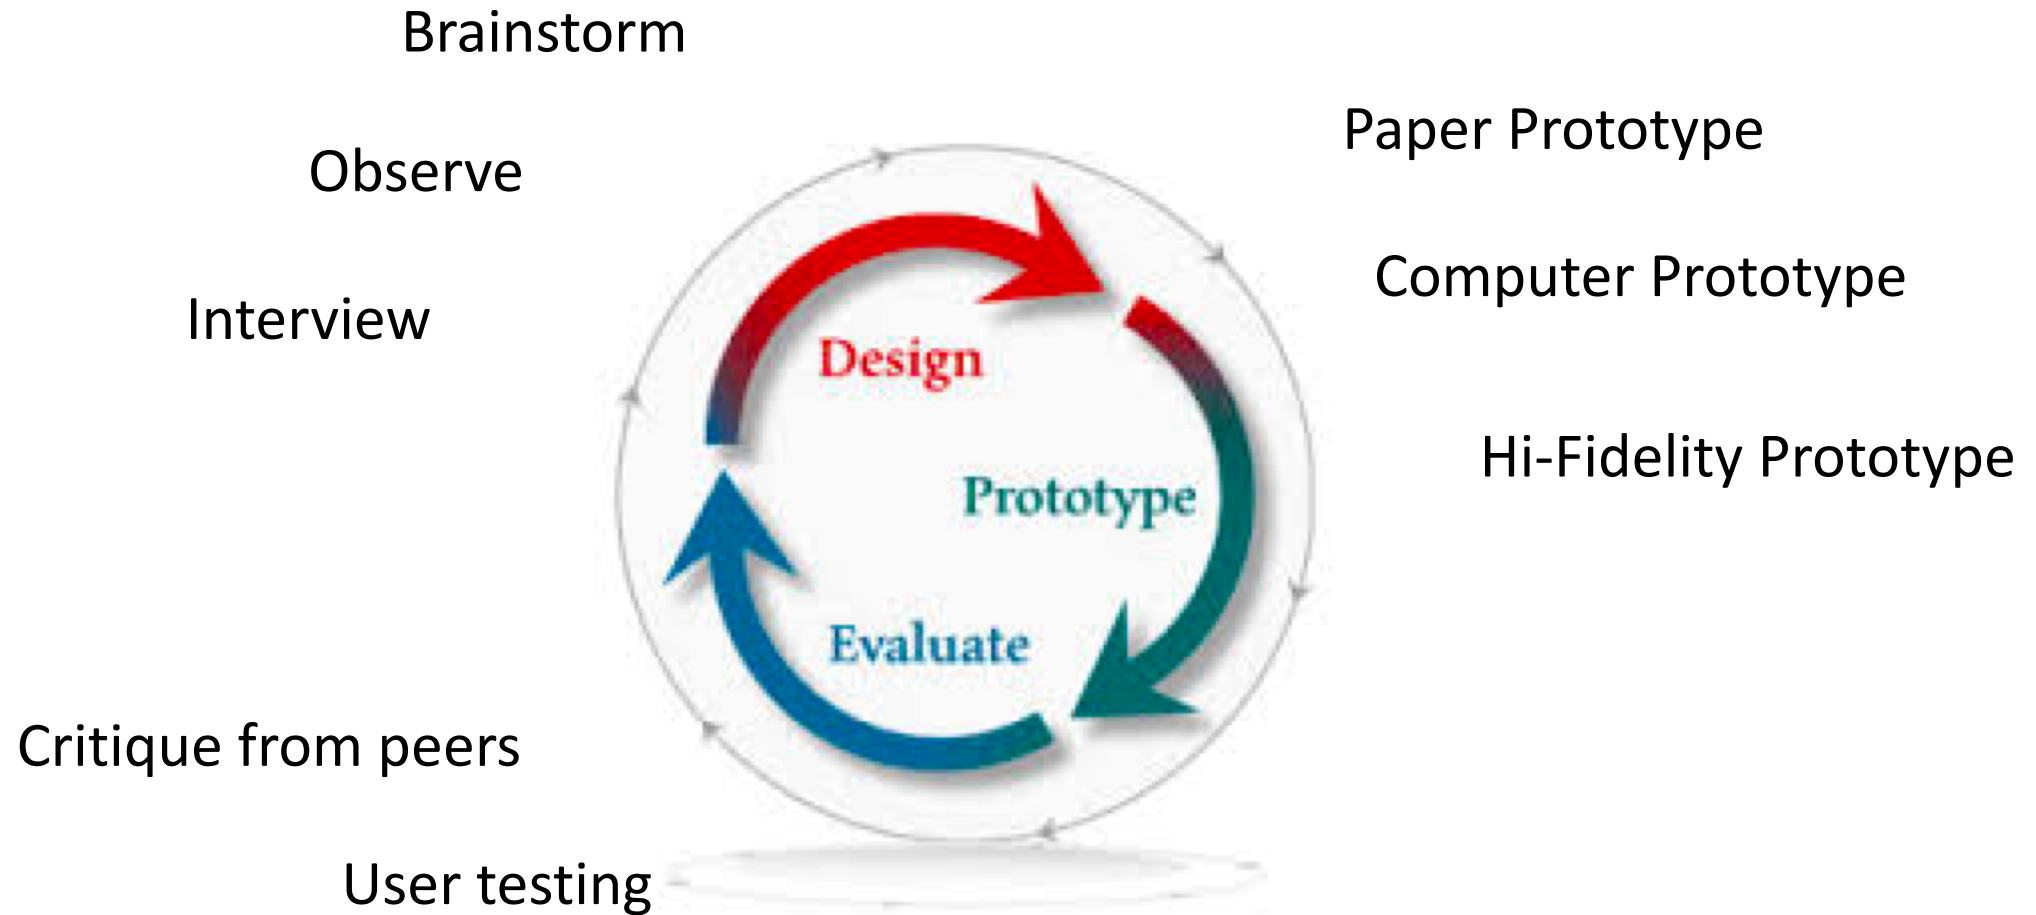 Brainstorm
Observe
Interview
Paper Prototype
Computer Prototype
Hi-Fidelity Prototype
Design
Prototype
Evaluate
Critique from peers
User testing